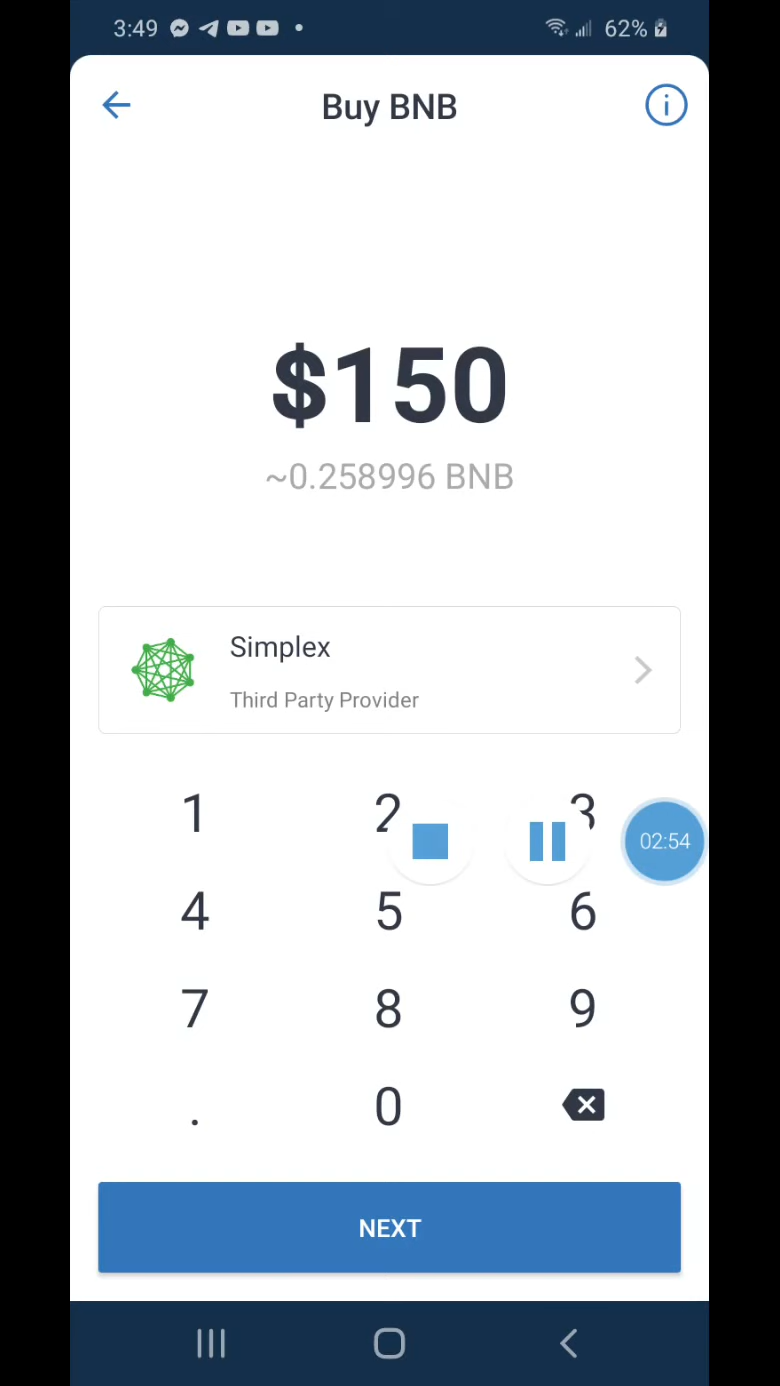 3:49 62%
Buy BNB
$150
~0.258996 BNB
Simplex
Third Party Provider
1 2 3
02:54
4 5 6
7 8 9
. 0
NEXT